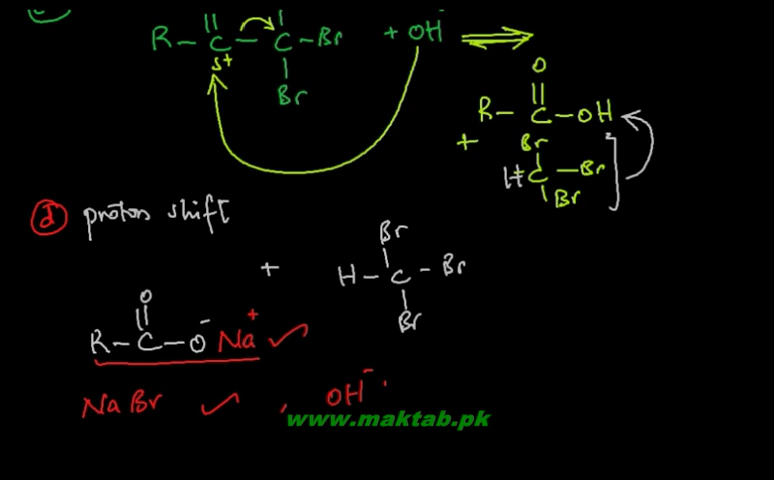 R – C – C – Br + OH⁻ ⇌
δ+
Br
O
R – C – OH
+
Br
C – Br
Br
d proton shift
Br
+ H – C – Br
Br
O
R – C – O⁻ Na⁺
NaBr , OH⁻
www.maktab.pk